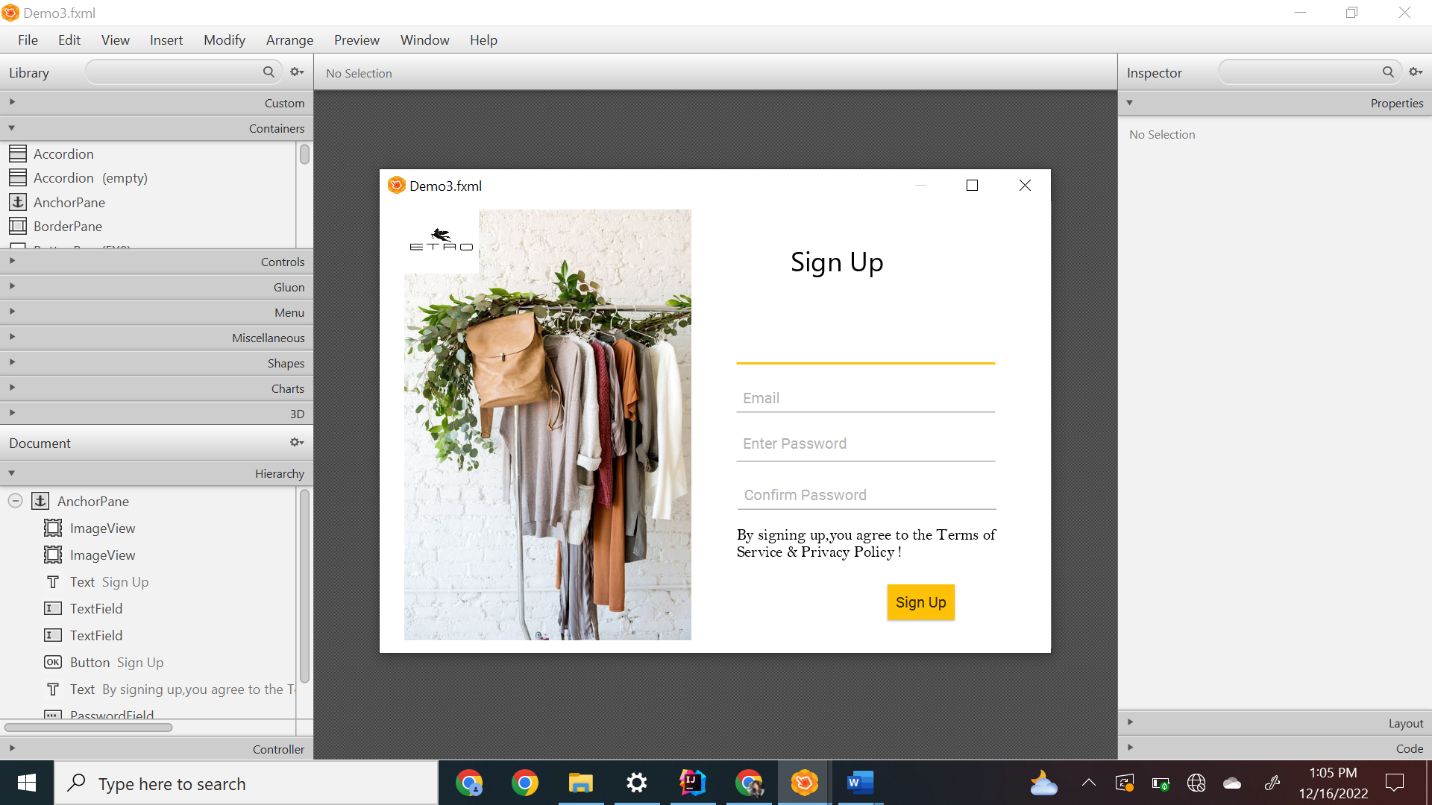 Demo3.fxml
File Edit View Insert Modify Arrange Preview Window Help
Library
No Selection
Inspector
Custom
Containers
Accordion
Accordion (empty)
AnchorPane
BorderPane
Controls
Gluon
Menu
Miscellaneous
Shapes
Charts
3D
Document
Hierarchy
AnchorPane
ImageView
ImageView
Text Sign Up
TextField
TextField
OK Button Sign Up
Text By signing up,you agree to the T
PasswordField
Controller
Demo3.fxml
ETRO
Sign Up
Email
Enter Password
Confirm Password
By signing up,you agree to the Terms of
Service & Privacy Policy !
Sign Up
Properties
No Selection
Layout
Code
Type here to search
1:05 PM
12/16/2022